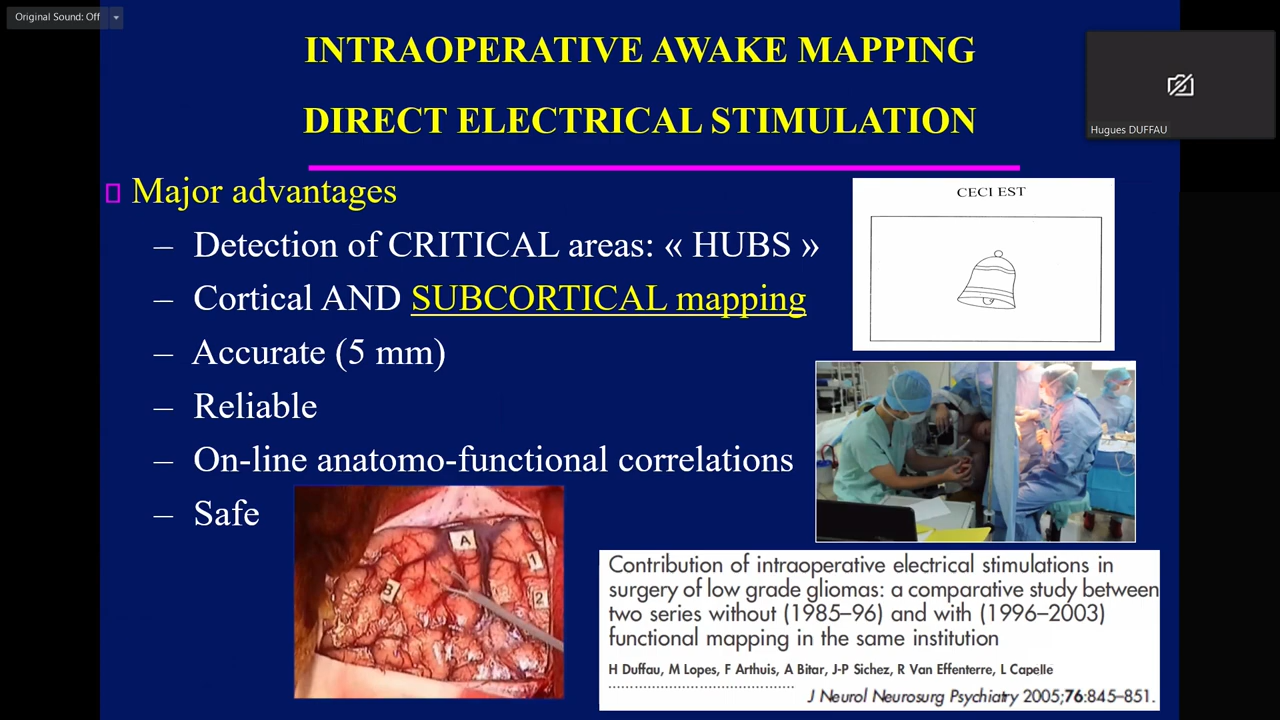 Original Sound: Off
INTRAOPERATIVE AWAKE MAPPING
DIRECT ELECTRICAL STIMULATION
Hugues DUFFAU
Major advantages
– Detection of CRITICAL areas: « HUBS »
– Cortical AND SUBCORTICAL mapping
– Accurate (5 mm)
– Reliable
– On-line anatomo-functional correlations
– Safe
CECI EST
A
1
3
2
Contribution of intraoperative electrical stimulations in
surgery of low grade gliomas: a comparative study between
two series without (1985–96) and with (1996–2003)
functional mapping in the same institution
H Duffau, M Lopes, F Arthuis, A Bitar, J-P Sichez, R Van Effenterre, L Capelle
J Neurol Neurosurg Psychiatry 2005;76:845–851.